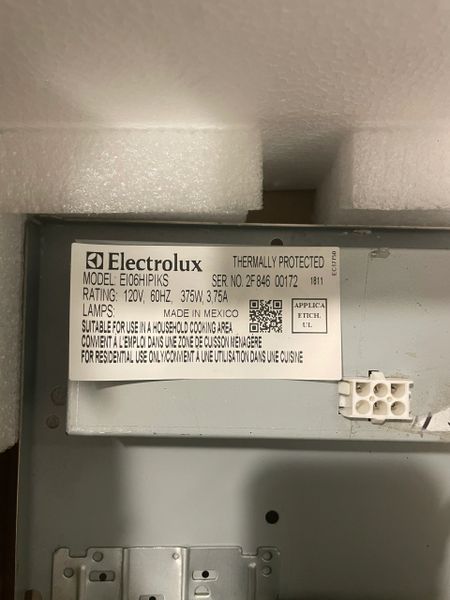 Electrolux THERMALLY PROTECTED
MODEL: EI06HIPIKS SER. NO. 2F846 00172 1811
RATING: 120V, 60HZ, 375W, 3,75A
LAMPS: MADE IN MEXICO
APPLICA
ETICH.
UL
SUITABLE FOR USE IN A HOUSEHOLD COOKING AREA
CONVIENT À L'EMPLOI DANS UNE ZONE DE CUISSON MÉNAGÈRE
FOR RESIDENTIAL USE ONLY/CONVIENT À UNE UTILISATION DANS UNE CUISINE